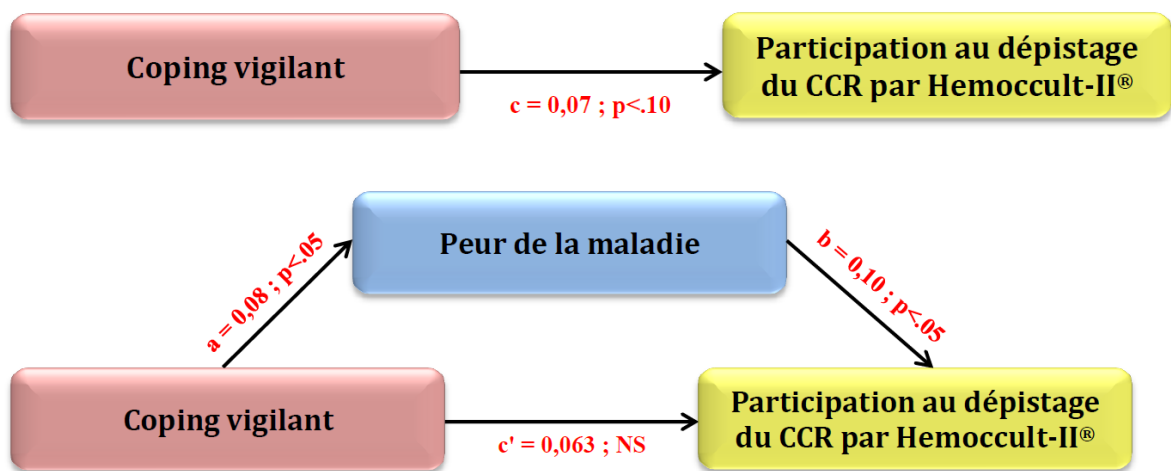 Coping vigilant
Participation au dépistage
du CCR par Hemoccult-II®
c = 0,07 ; p<.10
Peur de la maladie
a = 0,08 ; p<.05
b = 0,10 ; p<.05
Coping vigilant
Participation au dépistage
du CCR par Hemoccult-II®
c' = 0,063 ; NS